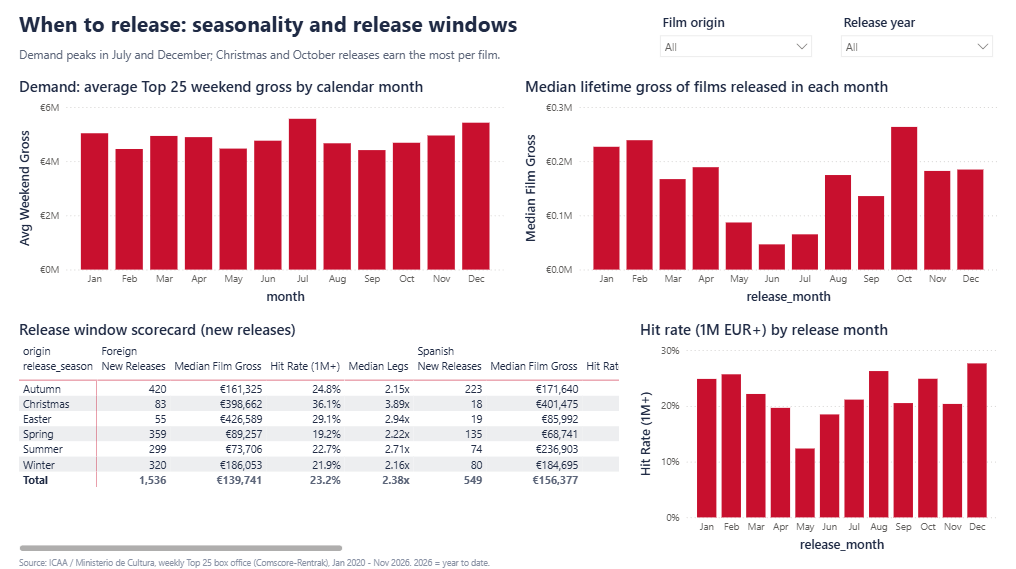 When to release: seasonality and release windows
Demand peaks in July and December; Christmas and October releases earn the most per film.
Film origin
All
Release year
All
Demand: average Top 25 weekend gross by calendar month
Avg Weekend Gross
€6M
€4M
€2M
€0M
Jan Feb Mar Apr May Jun Jul Aug Sep Oct Nov Dec
month
Median lifetime gross of films released in each month
Median Film Gross
€0.3M
€0.2M
€0.1M
€0.0M
Jan Feb Mar Apr May Jun Jul Aug Sep Oct Nov Dec
release_month
Release window scorecard (new releases)
origin Foreign Spanish
release_season New Releases Median Film Gross Hit Rate (1M+) Median Legs New Releases Median Film Gross Hit Rat
Autumn 420 €161,325 24.8% 2.15x 223 €171,640
Christmas 83 €398,662 36.1% 3.89x 18 €401,475
Easter 55 €426,589 29.1% 2.94x 19 €85,992
Spring 359 €89,257 19.2% 2.22x 135 €68,741
Summer 299 €73,706 22.7% 2.71x 74 €236,903
Winter 320 €186,053 21.9% 2.16x 80 €184,695
Total 1,536 €139,741 23.2% 2.38x 549 €156,377
Hit rate (1M EUR+) by release month
Hit Rate (1M+)
30%
20%
10%
0%
Jan Feb Mar Apr May Jun Jul Aug Sep Oct Nov Dec
release_month
Source: ICAA / Ministerio de Cultura, weekly Top 25 box office (Comscore-Rentrak), Jan 2020 - Nov 2026. 2026 = year to date.